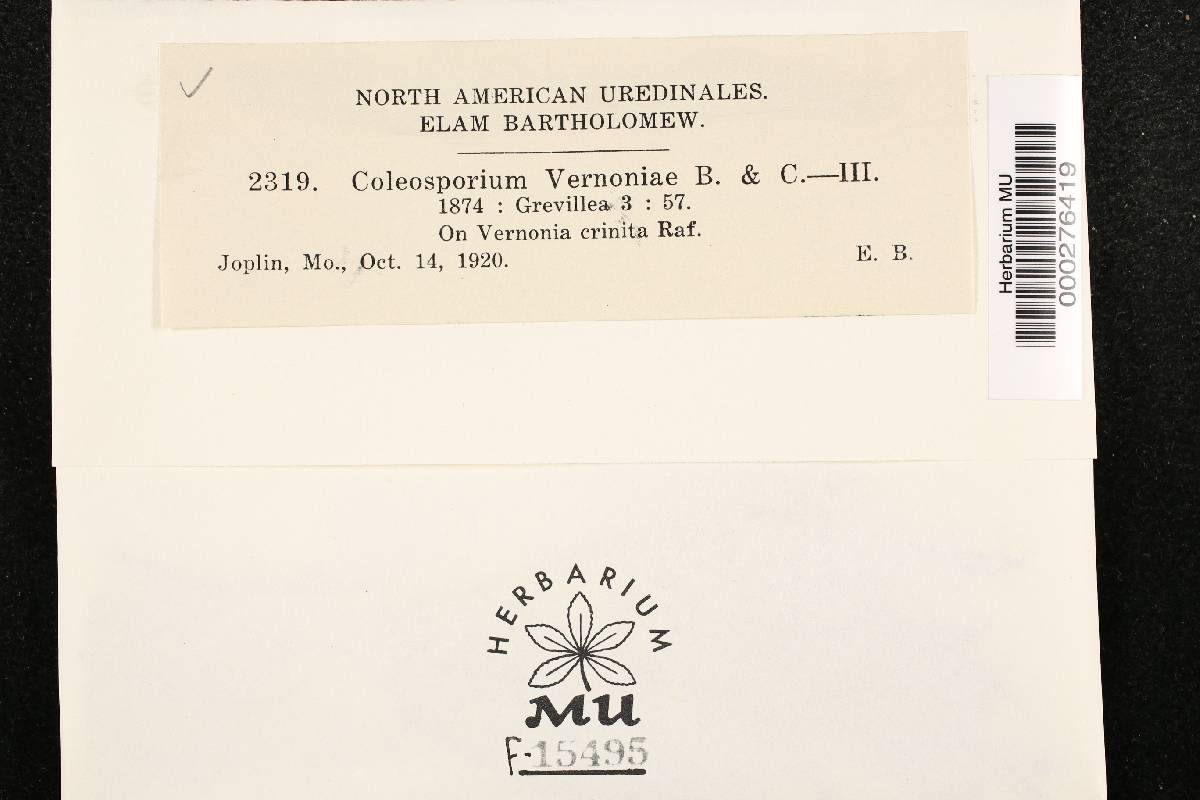 NORTH AMERICAN UREDINALES.
ELAM BARTHOLOMEW.
2319. Coleosporium Vernoniae B. & C.—III.
1874 : Grevillea 3 : 57.
On Vernonia crinita Raf.
Joplin, Mo., Oct. 14, 1920. E. B.
Herbarium MU
000276419
HERBARIUM
MU
F-15495